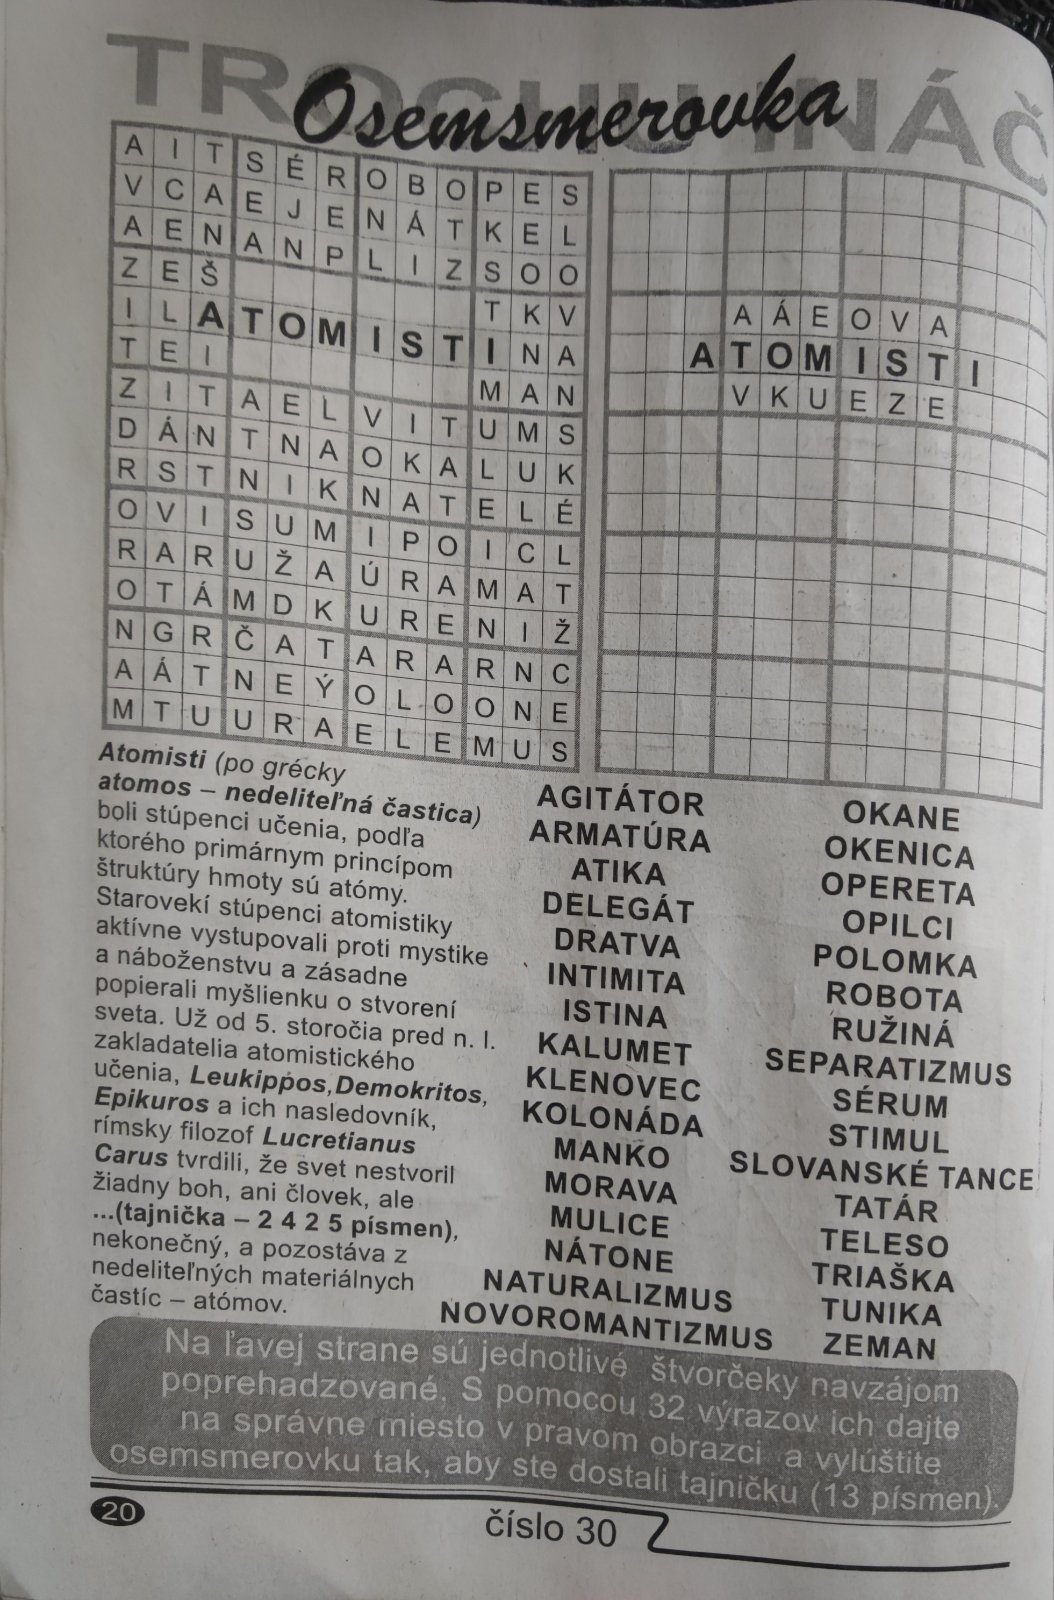 TROCHU INÁČ
Osemsmerovka
A I T S É R O B O P E S
V C A E J E N Á T K E L
A E N A N P L I Z S O O
Z E Š T K V
I L A T O M I S T I N A
T E I M A N
Z I T A E L V I T U M S
D Á N T N A O K A L U K
R S T N I K N A T E L É
O V I S U M I P O I C L
R A R U Ž A Ú R A M A T
O T Á M D K U R E N I Ž
N G R Č A T A R A R N C
A Á T N E Ý O L O O N E
M T U U R A E L E M U S
A Á E O V A
A T O M I S T I
V K U E Z E
Atomisti (po grécky
atomos – nedeliteľná častica)
boli stúpenci učenia, podľa
ktorého primárnym princípom
štruktúry hmoty sú atómy.
Starovekí stúpenci atomistiky
aktívne vystupovali proti mystike
a náboženstvu a zásadne
popierali myšlienku o stvorení
sveta. Už od 5. storočia pred n. l.
zakladatelia atomistického
učenia, Leukippos, Demokritos,
Epikuros a ich nasledovník,
rímsky filozof Lucretianus
Carus tvrdili, že svet nestvoril
žiadny boh, ani človek, ale
...(tajnička – 2 4 2 5 písmen),
nekonečný, a pozostáva z
nedeliteľných materiálnych
častíc – atómov.
AGITÁTOR
ARMATÚRA
ATIKA
DELEGÁT
DRATVA
INTIMITA
ISTINA
KALUMET
KLENOVEC
KOLONÁDA
MANKO
MORAVA
MULICE
NÁTONE
NATURALIZMUS
NOVOROMANTIZMUS
OKANE
OKENICA
OPERETA
OPILCI
POLOMKA
ROBOTA
RUŽINÁ
SEPARATIZMUS
SÉRUM
STIMUL
SLOVANSKÉ TANCE
TATÁR
TELESO
TRIAŠKA
TUNIKA
ZEMAN
Na ľavej strane sú jednotlivé štvorčeky navzájom
poprehadzované. S pomocou 32 výrazov ich dajte
na správne miesto v pravom obrazci a vylúštite
osemsmerovku tak, aby ste dostali tajničku (13 písmen).
20
číslo 30